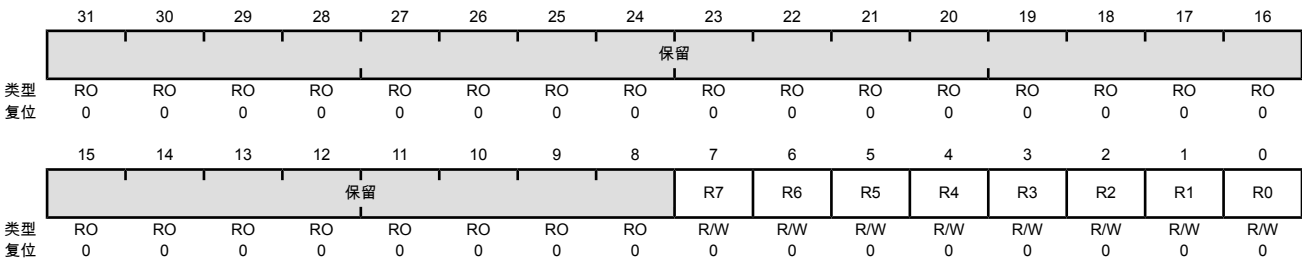 31 30 29 28 27 26 25 24 23 22 21 20 19 18 17 16
保留
类型 RO RO RO RO RO RO RO RO RO RO RO RO RO RO RO RO
复位 0 0 0 0 0 0 0 0 0 0 0 0 0 0 0 0
15 14 13 12 11 10 9 8 7 6 5 4 3 2 1 0
保留 R7 R6 R5 R4 R3 R2 R1 R0
类型 RO RO RO RO RO RO RO RO R/W R/W R/W R/W R/W R/W R/W R/W
复位 0 0 0 0 0 0 0 0 0 0 0 0 0 0 0 0